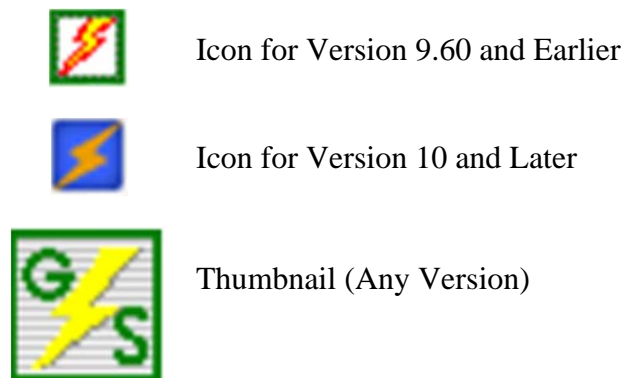 Icon for Version 9.60 and Earlier
Icon for Version 10 and Later
Thumbnail (Any Version)
G
S